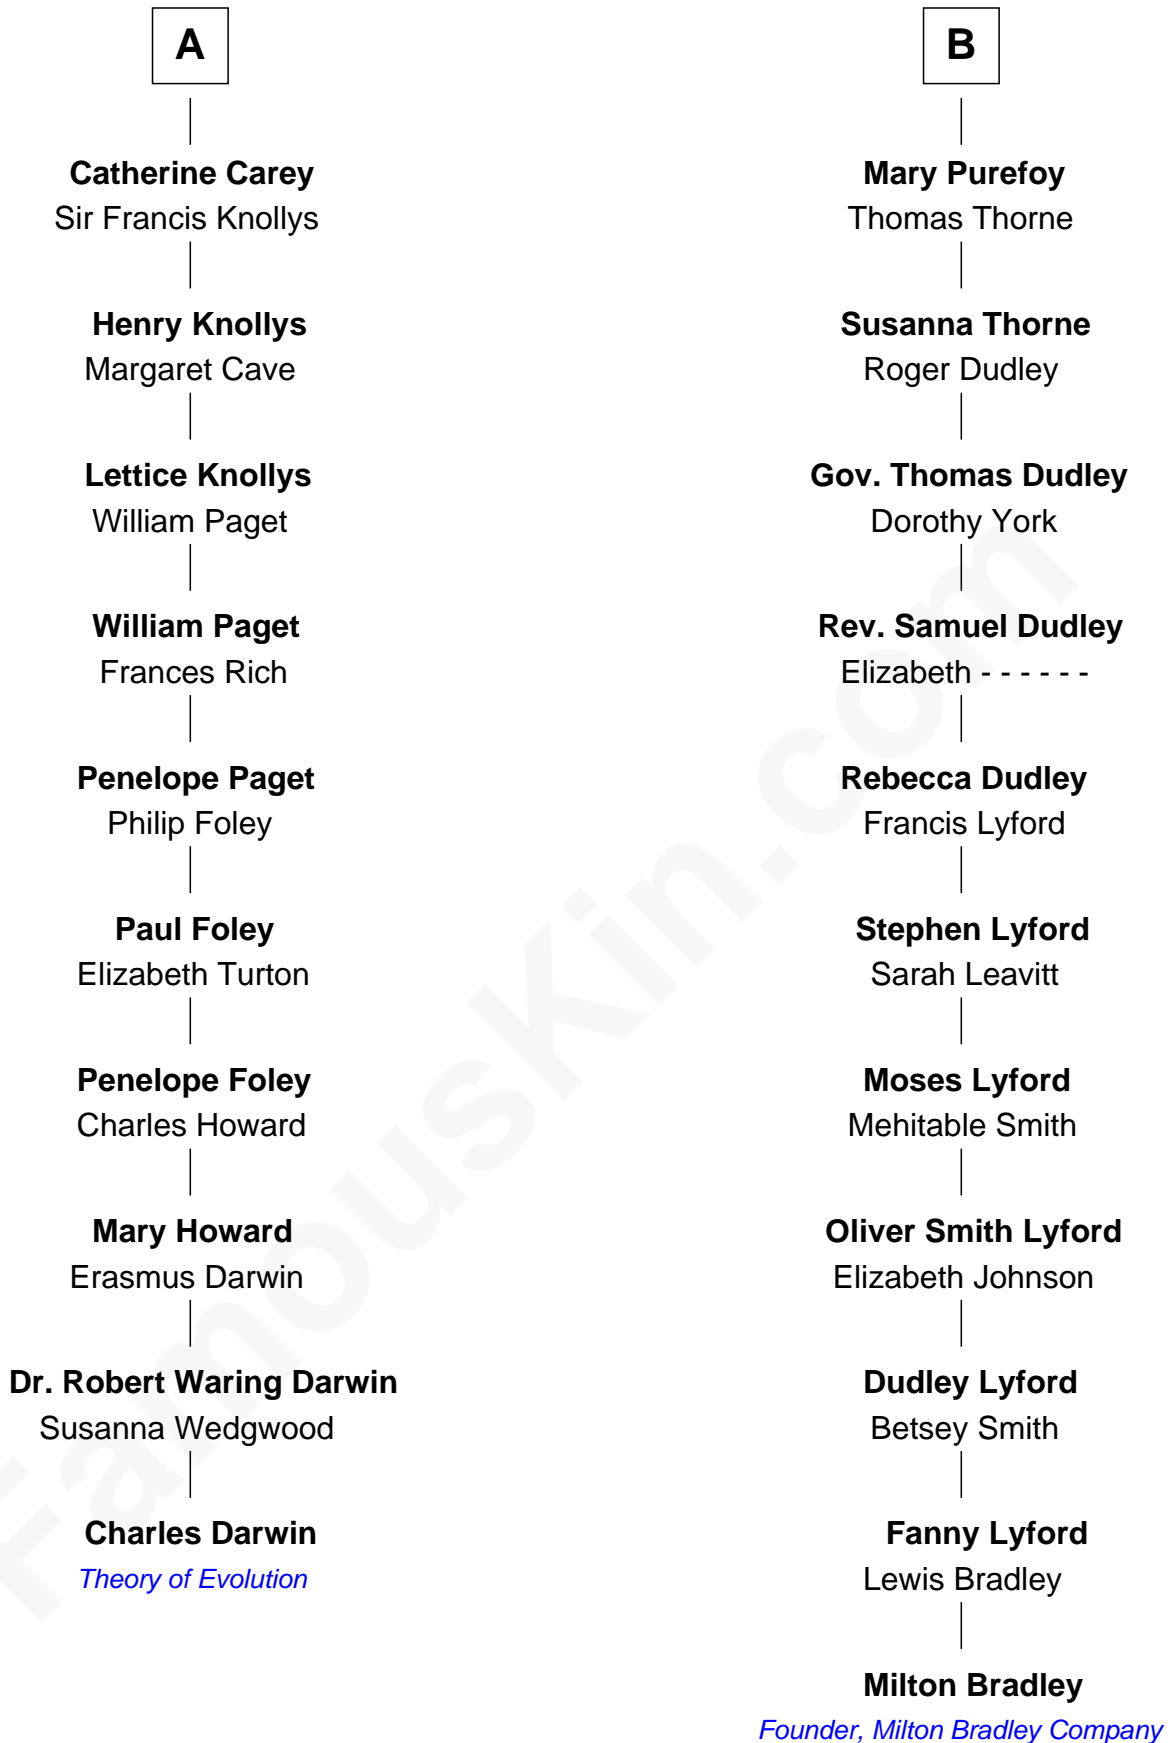 A
Catherine Carey
Sir Francis Knollys
Henry Knollys
Margaret Cave
Lettice Knollys
William Paget
William Paget
Frances Rich
Penelope Paget
Philip Foley
Paul Foley
Elizabeth Turton
Penelope Foley
Charles Howard
Mary Howard
Erasmus Darwin
Dr. Robert Waring Darwin
Susanna Wedgwood
Charles Darwin
Theory of Evolution
B
Mary Purefoy
Thomas Thorne
Susanna Thorne
Roger Dudley
Gov. Thomas Dudley
Dorothy York
Rev. Samuel Dudley
Elizabeth - - - - - -
Rebecca Dudley
Francis Lyford
Stephen Lyford
Sarah Leavitt
Moses Lyford
Mehitable Smith
Oliver Smith Lyford
Elizabeth Johnson
Dudley Lyford
Betsey Smith
Fanny Lyford
Lewis Bradley
Milton Bradley
Founder, Milton Bradley Company
FamousKin.com